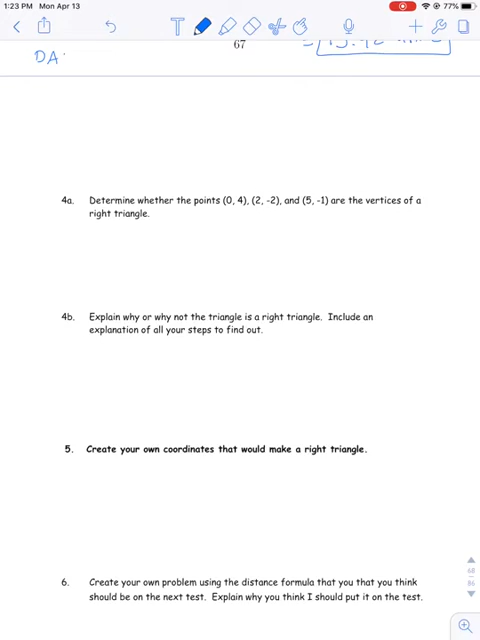 1:23 PM Mon Apr 13
77%
67
DA
4a. Determine whether the points (0, 4), (2, -2), and (5, -1) are the vertices of a
right triangle.
4b. Explain why or why not the triangle is a right triangle. Include an
explanation of all your steps to find out.
5. Create your own coordinates that would make a right triangle.
6. Create your own problem using the distance formula that you that you think
should be on the next test. Explain why you think I should put it on the test.
68
86